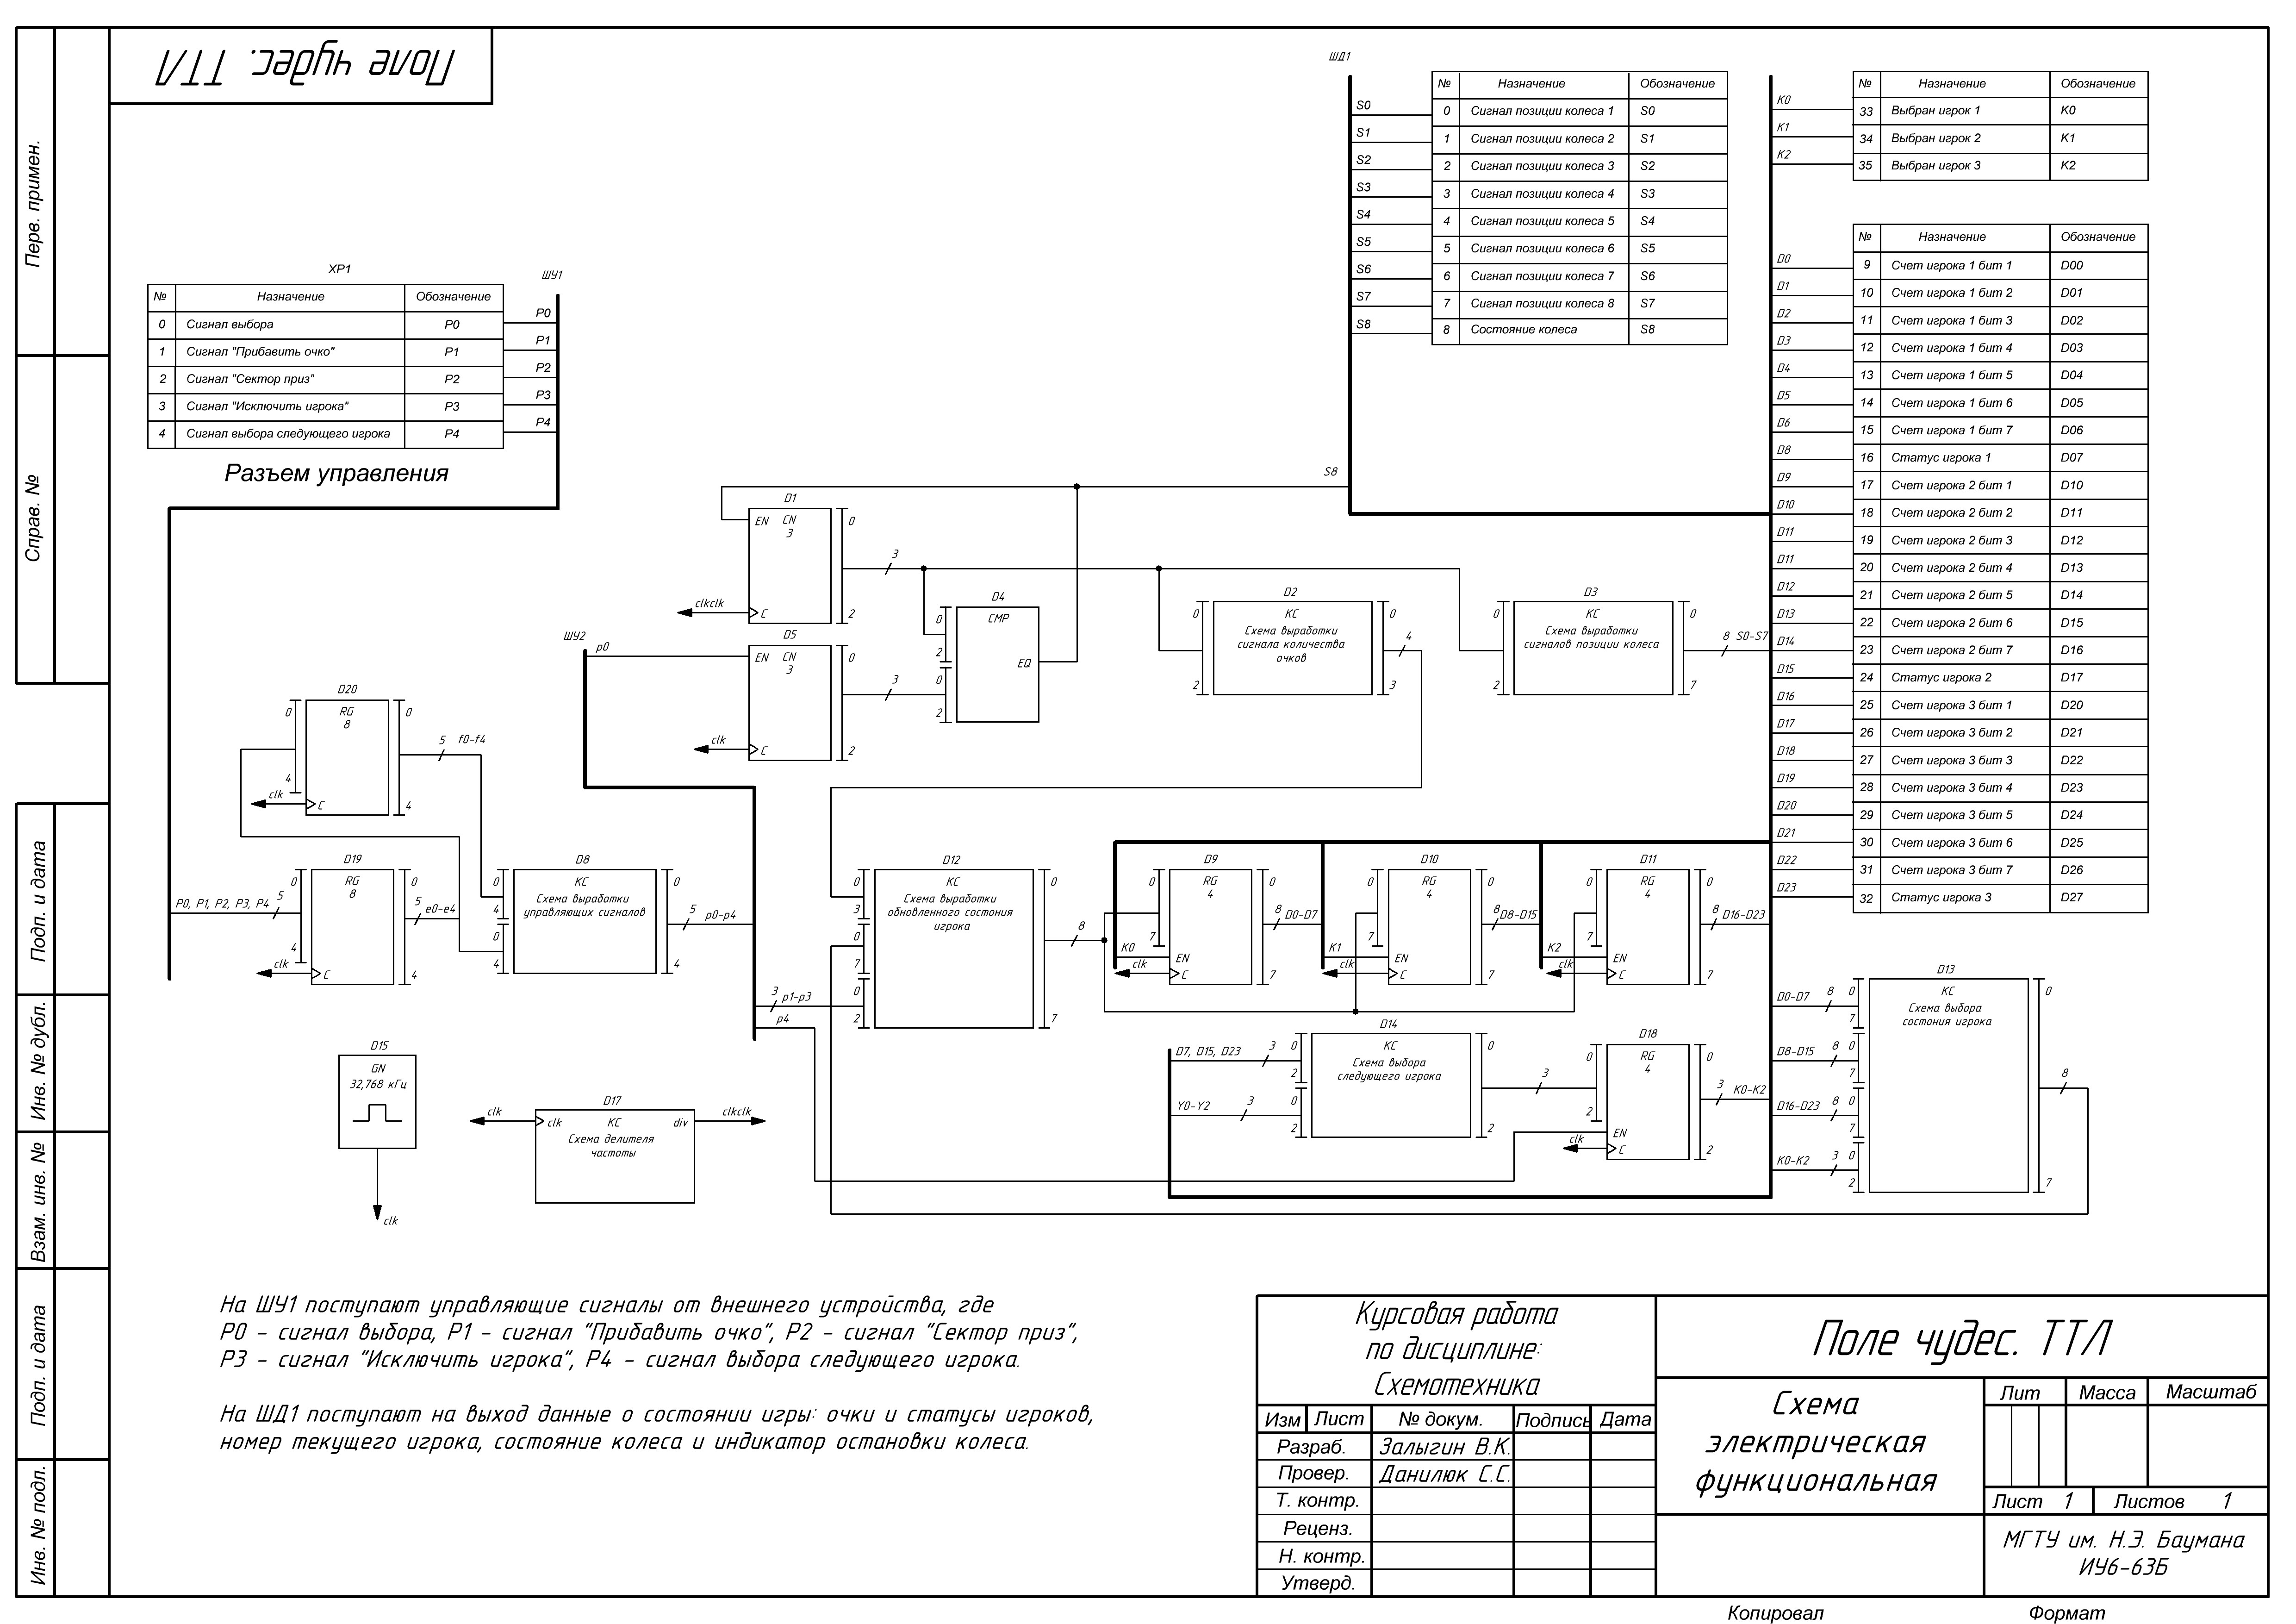 Поле чудес. ТТЛ
Перв. примен.
Справ. №
Подп. и дата
Инв. № дубл.
Взам. инв. №
Подп. и дата
Инв. № подл.
XP1
ШУ1
№ Назначение Обозначение
0 Сигнал выбора P0 P0
1 Сигнал "Прибавить очко" P1 P1
2 Сигнал "Сектор приз" P2 P2
3 Сигнал "Исключить игрока" P3 P3
4 Сигнал выбора следующего игрока P4 P4
Разъем управления
ШД1
№ Назначение Обозначение
S0 0 Сигнал позиции колеса 1 S0
S1 1 Сигнал позиции колеса 2 S1
S2 2 Сигнал позиции колеса 3 S2
S3 3 Сигнал позиции колеса 4 S3
S4 4 Сигнал позиции колеса 5 S4
S5 5 Сигнал позиции колеса 6 S5
S6 6 Сигнал позиции колеса 7 S6
S7 7 Сигнал позиции колеса 8 S7
S8 8 Состояние колеса S8
№ Назначение Обозначение
K0 33 Выбран игрок 1 K0
K1 34 Выбран игрок 2 K1
K2 35 Выбран игрок 3 K2
№ Назначение Обозначение
D0 9 Счет игрока 1 бит 1 D00
D1 10 Счет игрока 1 бит 2 D01
D2 11 Счет игрока 1 бит 3 D02
D3 12 Счет игрока 1 бит 4 D03
D4 13 Счет игрока 1 бит 5 D04
D5 14 Счет игрока 1 бит 6 D05
D6 15 Счет игрока 1 бит 7 D06
D8 16 Статус игрока 1 D07
D9 17 Счет игрока 2 бит 1 D10
D10 18 Счет игрока 2 бит 2 D11
D11 19 Счет игрока 2 бит 3 D12
D11 20 Счет игрока 2 бит 4 D13
D12 21 Счет игрока 2 бит 5 D14
D13 22 Счет игрока 2 бит 6 D15
D14 23 Счет игрока 2 бит 7 D16
D15 24 Статус игрока 2 D17
D16 25 Счет игрока 3 бит 1 D20
D17 26 Счет игрока 3 бит 2 D21
D18 27 Счет игрока 3 бит 3 D22
D19 28 Счет игрока 3 бит 4 D23
D20 29 Счет игрока 3 бит 5 D24
D21 30 Счет игрока 3 бит 6 D25
D22 31 Счет игрока 3 бит 7 D26
D23 32 Статус игрока 3 D27
S8
D1
EN CN 0
3
3
clkclk C 2
D4
0 CMP
2
0 EQ
2
ШУ2
p0
D5
EN CN 0
3
3
clk C 2
D2
0 КС 0
Схема выработки
сигнала количества
очков
4
2 3
D3
0 КС 0
Схема выработки
сигналов позиции колеса
8 S0-S7
2 7
D20
0 RG 0
8
5 f0-f4
4
clk C 4
D19
0 RG 0
8
P0, P1, P2, P3, P4 5
5 e0-e4
4
clk C 4
D8
0 КС 0
Схема выработки
управляющих сигналов
4
0
4 4
5 p0-p4
3 p1-p3
p4
D12
0 КС 0
Схема выработки
обновленного состония
игрока
3
0
7
0
2 7
8
D9
0 RG 0
4
8 D0-D7
7
K0 EN
clk C 7
D10
0 RG 0
4
8 D8-D15
7
K1 EN
clk C 7
D11
0 RG 0
4
8 D16-D23
7
K2 EN
clk C 7
D13
КС 0
Схема выбора
состония игрока
D0-D7 8 0
7
D8-D15 8 0
7
D16-D23 8 0
7
K0-K2 3 0
2 7
8
D14
КС 0
Схема выбора
следующего игрока
D7, D15, D23 3 0
2
Y0-Y2 3 0
2 2
3
D18
0 RG 0
4
3 K0-K2
2
EN
clk C 2
D15
GN
32,768 кГц
clk
D17
clk clk КС div clkclk
Схема делителя
частоты
На ШУ1 поступают управляющие сигналы от внешнего устройства, где
P0 - сигнал выбора, P1 - сигнал "Прибавить очко", P2 - сигнал "Сектор приз",
P3 - сигнал "Исключить игрока", P4 - сигнал выбора следующего игрока.
На ШД1 поступают на выход данные о состоянии игры: очки и статусы игроков,
номер текущего игрока, состояние колеса и индикатор остановки колеса.
Курсовая работа
по дисциплине:
Схемотехника
Поле чудес. ТТЛ
Изм Лист № докум. Подпись Дата
Разраб. Залыгин В.К.
Провер. Данилюк С.С.
Т. контр.
Реценз.
Н. контр.
Утверд.
Схема
электрическая
функциональная
Лит Масса Масштаб
Лист 1 Листов 1
МГТУ им. Н.Э. Баумана
ИУ6-63Б
Копировал Формат